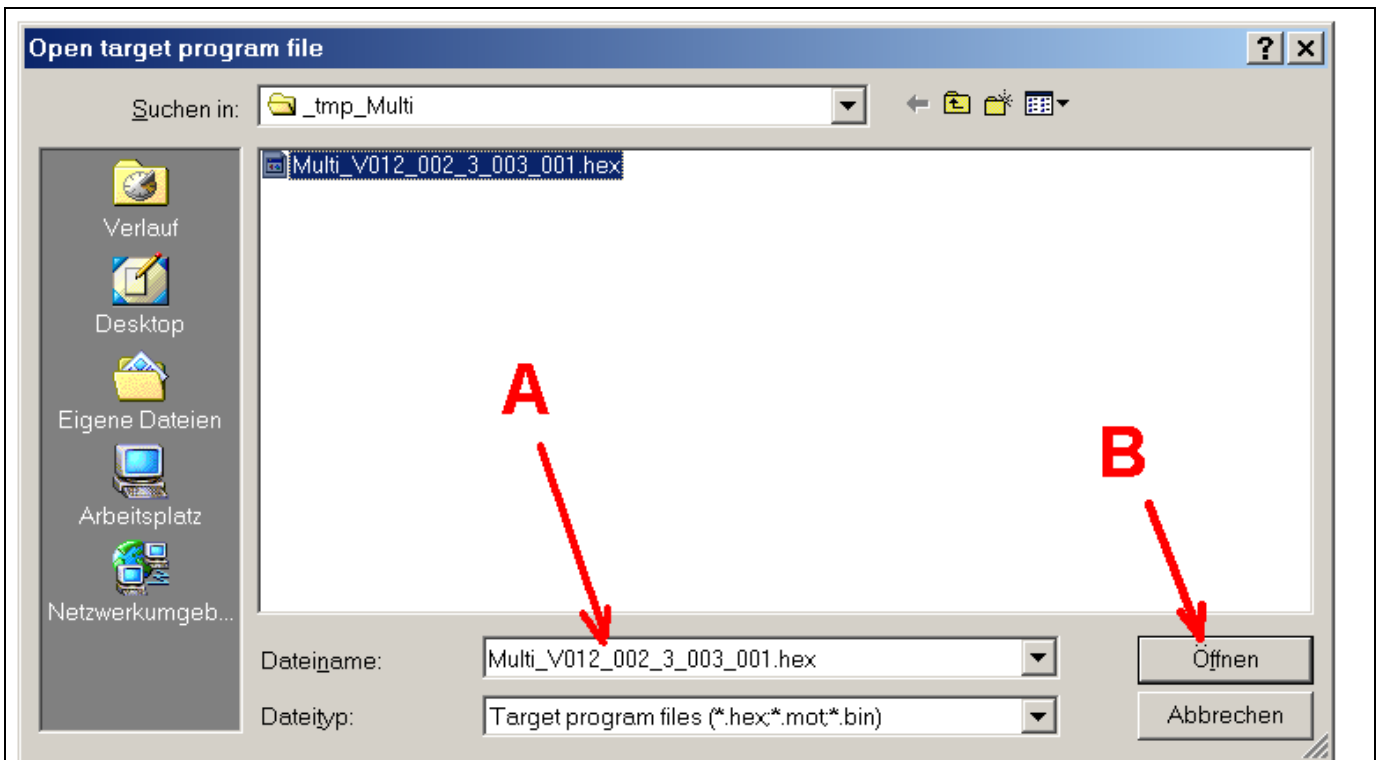 Open target program file
Suchen in: _tmp_Multi
Multi_V012_002_3_003_001.hex
Verlauf
Desktop
Eigene Dateien
Arbeitsplatz
Netzwerkumgeb...
A
B
Dateiname: Multi_V012_002_3_003_001.hex Öffnen
Dateityp: Target program files (*.hex;*.mot;*.bin) Abbrechen